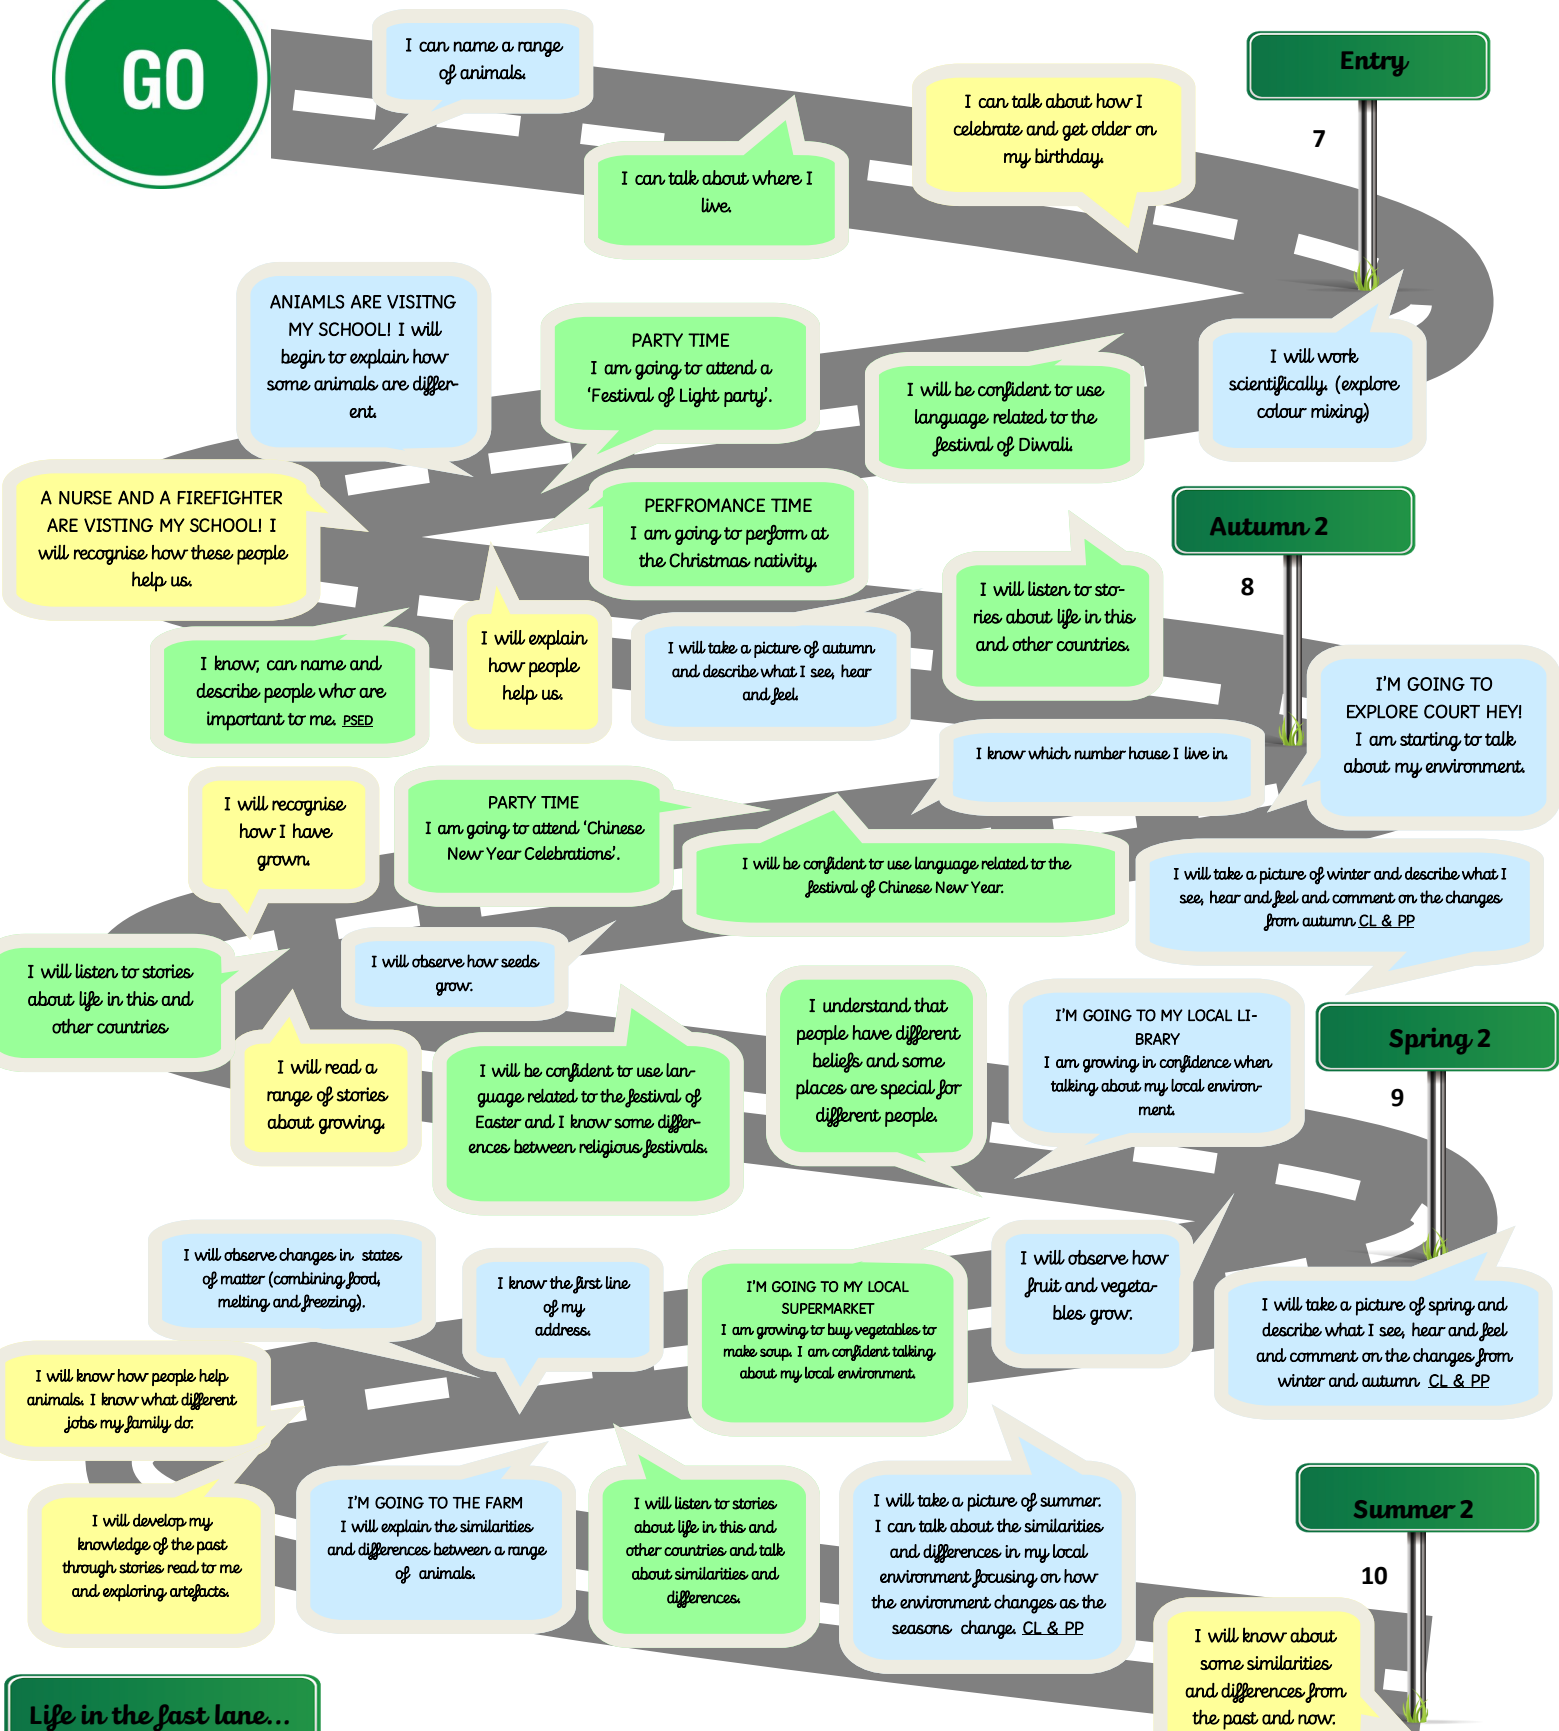 GO
I can name a range
of animals.
Entry
7
I can talk about how I
celebrate and get older on
my birthday.
I can talk about where I
live.
ANIAMLS ARE VISITNG
MY SCHOOL! I will
begin to explain how
some animals are differ-
ent.
PARTY TIME
I am going to attend a
‘Festival of Light party’.
I will be confident to use
language related to the
festival of Diwali.
I will work
scientifically. (explore
colour mixing)
A NURSE AND A FIREFIGHTER
ARE VISTING MY SCHOOL! I
will recognise how these people
help us.
PERFROMANCE TIME
I am going to perform at
the Christmas nativity.
Autumn 2
8
I will listen to sto-
ries about life in this
and other countries.
I know, can name and
describe people who are
important to me. PSED
I will explain
how people
help us.
I will take a picture of autumn
and describe what I see, hear
and feel.
I'M GOING TO
EXPLORE COURT HEY!
I am starting to talk
about my environment.
I know which number house I live in.
I will recognise
how I have
grown.
PARTY TIME
I am going to attend ‘Chinese
New Year Celebrations’.
I will be confident to use language related to the
festival of Chinese New Year.
I will take a picture of winter and describe what I
see, hear and feel and comment on the changes
from autumn CL & PP
I will listen to stories
about life in this and
other countries
I will observe how seeds
grow.
I will read a
range of stories
about growing.
I will be confident to use lan-
guage related to the festival of
Easter and I know some differ-
ences between religious festivals.
I understand that
people have different
beliefs and some
places are special for
different people.
I'M GOING TO MY LOCAL LI-
BRARY
I am growing in confidence when
talking about my local environ-
ment.
Spring 2
9
I will observe changes in states
of matter (combining food,
melting and freezing).
I know the first line
of my
address.
I'M GOING TO MY LOCAL
SUPERMARKET
I am growing to buy vegetables to
make soup. I am confident talking
about my local environment.
I will observe how
fruit and vegeta-
bles grow.
I will take a picture of spring and
describe what I see, hear and feel
and comment on the changes from
winter and autumn CL & PP
I will know how people help
animals. I know what different
jobs my family do.
I will develop my
knowledge of the past
through stories read to me
and exploring artefacts.
I'M GOING TO THE FARM
I will explain the similarities
and differences between a range
of animals.
I will listen to stories
about life in this and
other countries and talk
about similarities and
differences.
I will take a picture of summer.
I can talk about the similarities
and differences in my local
environment focusing on how
the environment changes as the
seasons change. CL & PP
Summer 2
10
I will know about
some similarities
and differences from
the past and now.
Life in the fast lane...